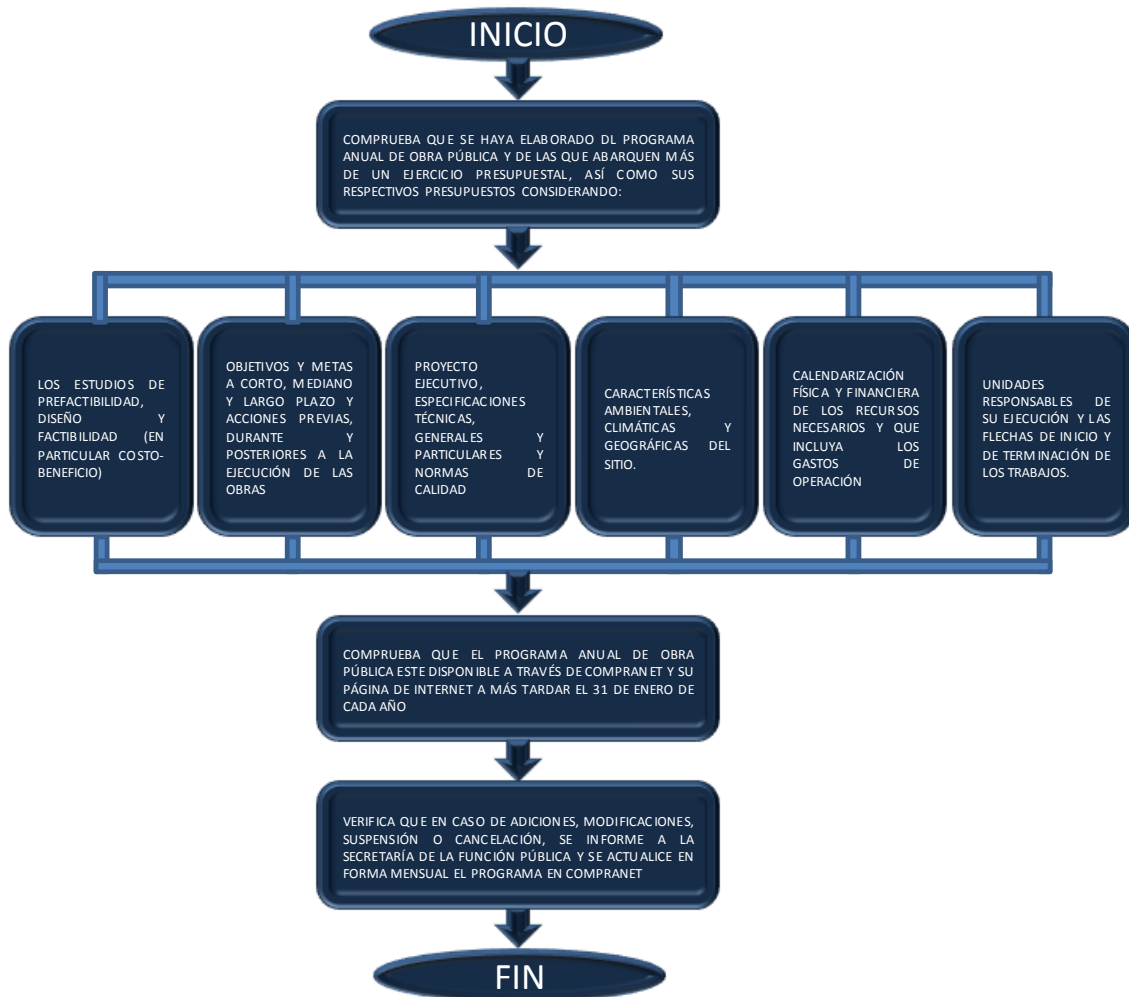 INICIO
COMPRUEBA QUE SE HAYA ELABORADO DL PROGRAMA
ANUAL DE OBRA PÚBLICA Y DE LAS QUE ABARQUEN MÁS
DE UN EJERCICIO PRESUPUESTAL, ASÍ COMO SUS
RESPECTIVOS PRESUPUESTOS CONSIDERANDO:
LOS ESTUDIOS DE
PREFACTIBILIDAD,
DISEÑO Y
FACTIBILIDAD (EN
PARTICULAR COSTO-
BENEFICIO)
OBJETIVOS Y METAS
A CORTO, MEDIANO
Y LARGO PLAZO Y
ACCIONES PREVIAS,
DURANTE Y
POSTERIORES A LA
EJECUCIÓN DE LAS
OBRAS
PROYECTO
EJECUTIVO,
ESPECIFICACIONES
TÉCNICAS,
GENERALES Y
PARTICULARES Y
NORMAS DE
CALIDAD
CARACTERÍSTICAS
AMBIENTALES,
CLIMÁTICAS Y
GEOGRÁFICAS DEL
SITIO.
CALENDARIZACIÓN
FÍSICA Y FINANCIERA
DE LOS RECURSOS
NECESARIOS Y QUE
INCLUYA LOS
GASTOS DE
OPERACIÓN
UNIDADES
RESPONSABLES DE
SU EJECUCIÓN Y LAS
FLECHAS DE INICIO Y
DE TERMINACIÓN DE
LOS TRABAJOS.
COMPRUEBA QUE EL PROGRAMA ANUAL DE OBRA
PÚBLICA ESTE DISPONIBLE A TRAVÉS DE COMPRANET Y SU
PÁGINA DE INTERNET A MÁS TARDAR EL 31 DE ENERO DE
CADA AÑO
VERIFICA QUE EN CASO DE ADICIONES, MODIFICACIONES,
SUSPENSIÓN O CANCELACIÓN, SE INFORME A LA
SECRETARÍA DE LA FUNCIÓN PÚBLICA Y SE ACTUALICE EN
FORMA MENSUAL EL PROGRAMA EN COMPRANET
FIN